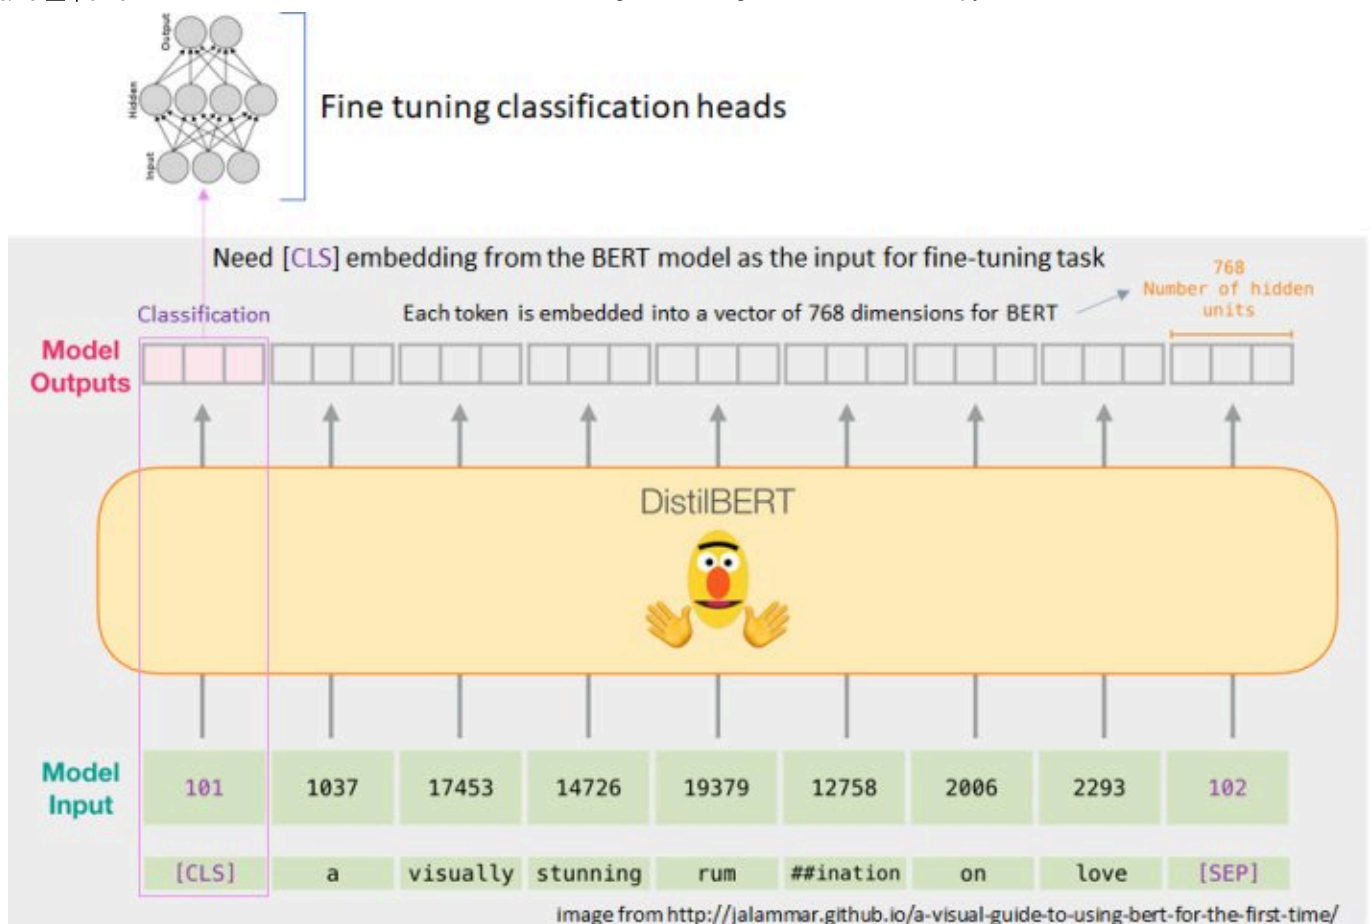 Output
Hidden
Input
Fine tuning classification heads
Need [CLS] embedding from the BERT model as the input for fine-tuning task
768
Number of hidden
units
Classification
Each token is embedded into a vector of 768 dimensions for BERT
Model
Outputs
DistilBERT
Model
Input
101 1037 17453 14726 19379 12758 2006 2293 102
[CLS] a visually stunning rum ##ination on love [SEP]
image from http://jalammar.github.io/a-visual-guide-to-using-bert-for-the-first-time/